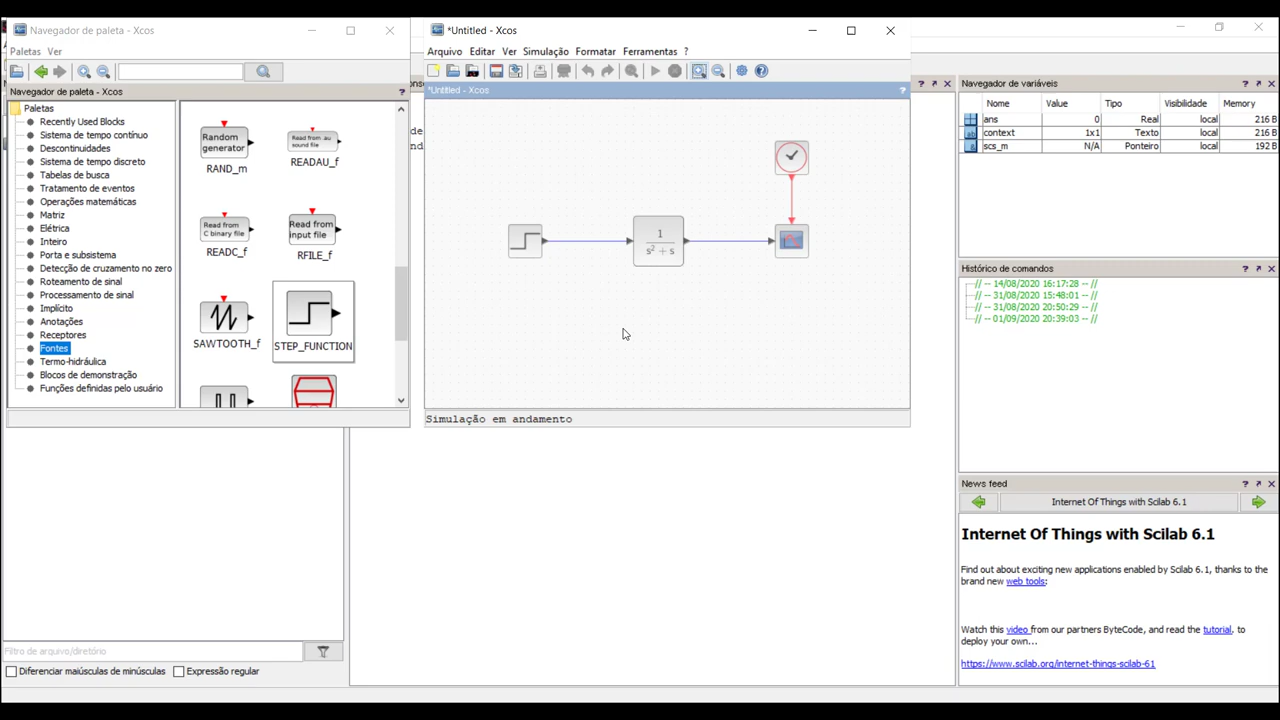 Navegador de paleta - Xcos
Paletas Ver
Navegador de paleta - Xcos ?
Paletas
Recently Used Blocks
Sistema de tempo contínuo
Descontinuidades
Sistema de tempo discreto
Tabelas de busca
Tratamento de eventos
Operações matemáticas
Matriz
Elétrica
Inteiro
Porta e subsistema
Detecção de cruzamento no zero
Roteamento de sinal
Processamento de sinal
Implícito
Anotações
Receptores
Fontes
Termo-hidráulica
Blocos de demonstração
Funções definidas pelo usuário
Random
generator
RAND_m
Read from au
sound file
READAU_f
Read from
C binary file
READC_f
Read from
input file
RFILE_f
SAWTOOTH_f
STEP_FUNCTION
*Untitled - Xcos
Arquivo Editar Ver Simulação Formatar Ferramentas ?
*Untitled - Xcos ?
1
s² + s
Simulação em andamento
Filtro de arquivo/diretório
Diferenciar maiúsculas de minúsculas Expressão regular
Navegador de variáveis
Nome Value Tipo Visibilidade Memory
ans 0 Real local 216 B
context 1x1 Texto local 216 B
scs_m N/A Ponteiro local 192 B
Histórico de comandos
// -- 14/08/2020 16:17:28 -- //
// -- 31/08/2020 15:48:01 -- //
// -- 31/08/2020 20:50:29 -- //
// -- 01/09/2020 20:39:03 -- //
News feed
Internet Of Things with Scilab 6.1
Internet Of Things with Scilab 6.1
Find out about exciting new applications enabled by Scilab 6.1, thanks to the
brand new web tools:
Watch this video from our partners ByteCode, and read the tutorial, to
deploy your own...
https://www.scilab.org/internet-things-scilab-61